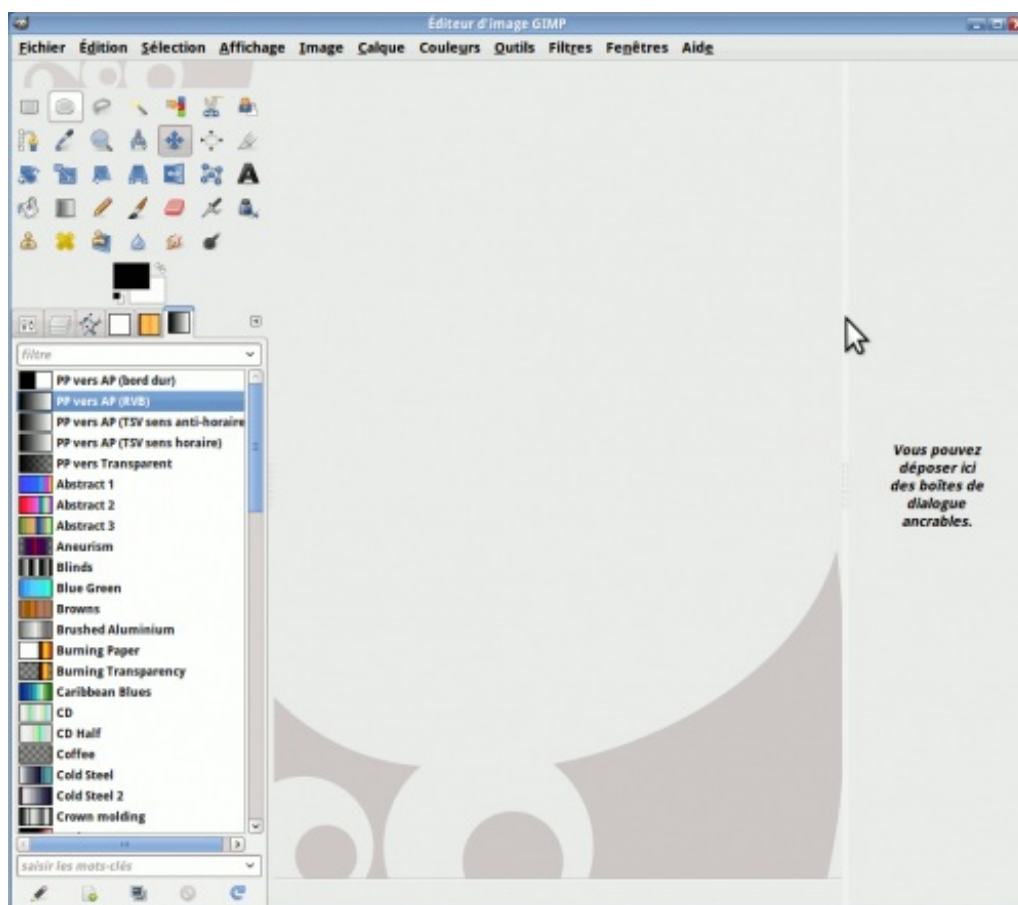 Éditeur d'image GIMP
Fichier Édition Sélection Affichage Image Calque Couleurs Outils Filtres Fenêtres Aide
filtre
PP vers AP (bord dur)
PP vers AP (RVB)
PP vers AP (TSV sens anti-horaire
PP vers AP (TSV sens horaire)
PP vers Transparent
Abstract 1
Abstract 2
Abstract 3
Aneurism
Blinds
Blue Green
Browns
Brushed Aluminium
Burning Paper
Burning Transparency
Caribbean Blues
CD
CD Half
Coffee
Cold Steel
Cold Steel 2
Crown molding
saisir les mots-clés
Vous pouvez
déposer ici
des boîtes de
dialogue
ancrables.